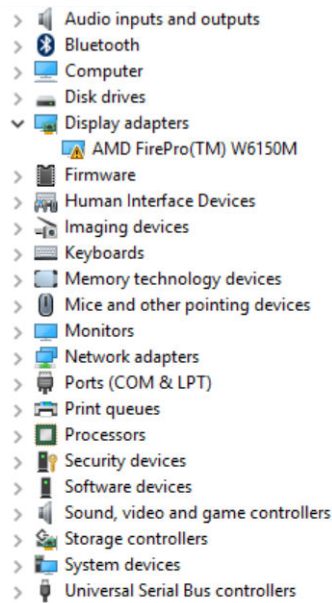 Audio inputs and outputs
Bluetooth
Computer
Disk drives
Display adapters
AMD FirePro(TM) W6150M
Firmware
Human Interface Devices
Imaging devices
Keyboards
Memory technology devices
Mice and other pointing devices
Monitors
Network adapters
Ports (COM & LPT)
Print queues
Processors
Security devices
Software devices
Sound, video and game controllers
Storage controllers
System devices
Universal Serial Bus controllers